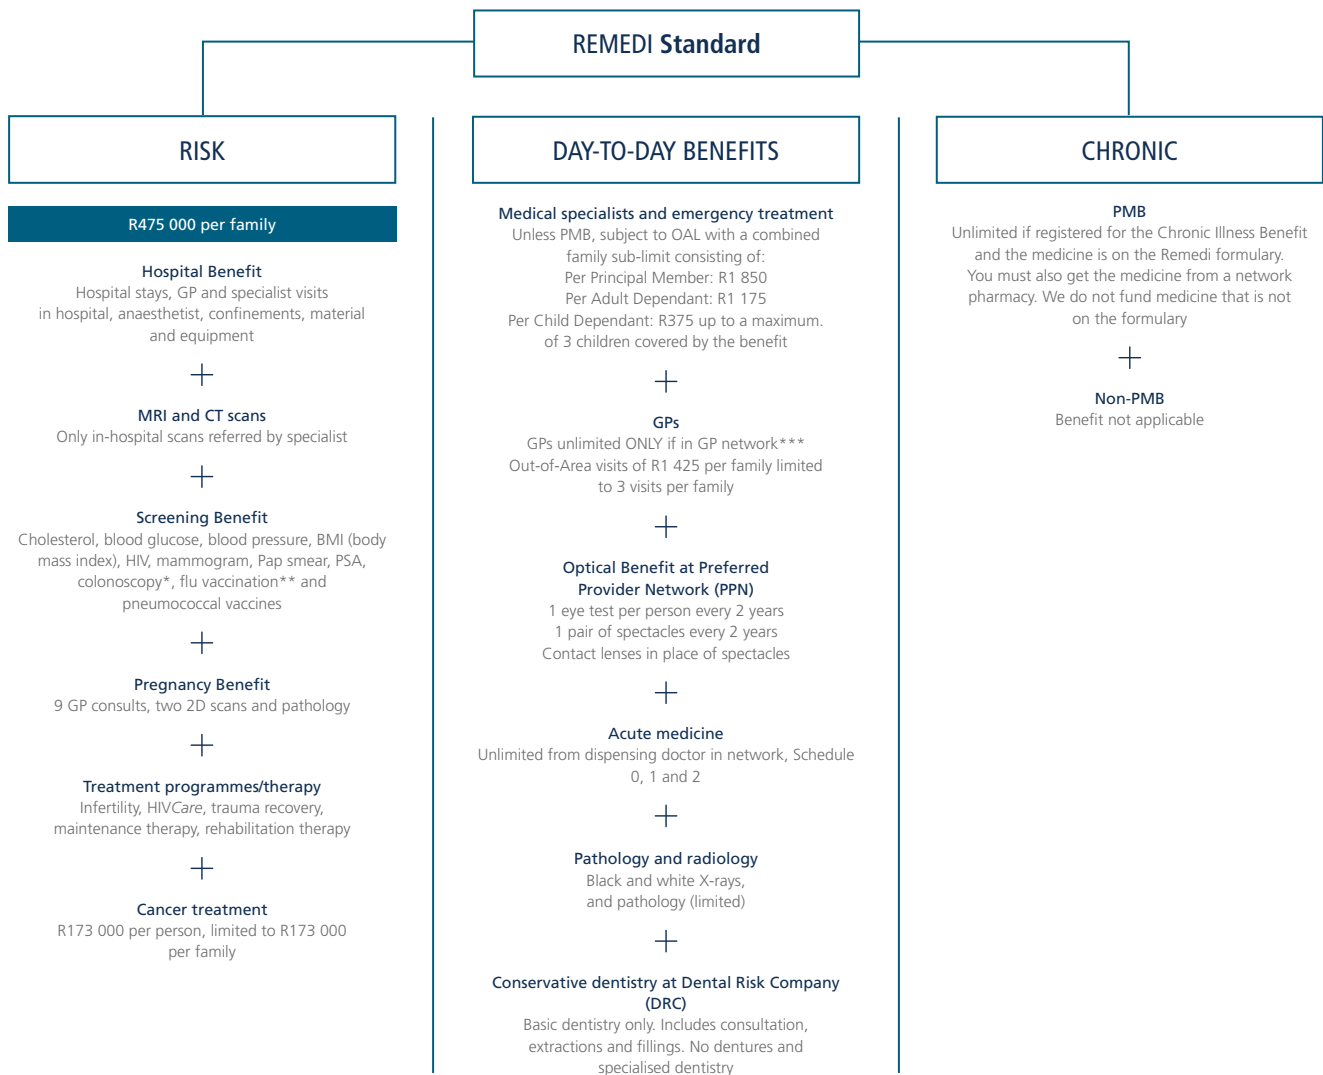 REMEDI Standard
RISK
R475 000 per family
Hospital Benefit
Hospital stays, GP and specialist visits
in hospital, anaesthetist, confinements, material
and equipment
+
MRI and CT scans
Only in-hospital scans referred by specialist
+
Screening Benefit
Cholesterol, blood glucose, blood pressure, BMI (body
mass index), HIV, mammogram, Pap smear, PSA,
colonoscopy*, flu vaccination** and
pneumococcal vaccines
+
Pregnancy Benefit
9 GP consults, two 2D scans and pathology
+
Treatment programmes/therapy
Infertility, HIVCare, trauma recovery,
maintenance therapy, rehabilitation therapy
+
Cancer treatment
R173 000 per person, limited to R173 000
per family
DAY-TO-DAY BENEFITS
Medical specialists and emergency treatment
Unless PMB, subject to OAL with a combined
family sub-limit consisting of:
Per Principal Member: R1 850
Per Adult Dependant: R1 175
Per Child Dependant: R375 up to a maximum.
of 3 children covered by the benefit
+
GPs
GPs unlimited ONLY if in GP network***
Out-of-Area visits of R1 425 per family limited
to 3 visits per family
+
Optical Benefit at Preferred
Provider Network (PPN)
1 eye test per person every 2 years
1 pair of spectacles every 2 years
Contact lenses in place of spectacles
+
Acute medicine
Unlimited from dispensing doctor in network, Schedule
0, 1 and 2
+
Pathology and radiology
Black and white X-rays,
and pathology (limited)
+
Conservative dentistry at Dental Risk Company
(DRC)
Basic dentistry only. Includes consultation,
extractions and fillings. No dentures and
specialised dentistry
CHRONIC
PMB
Unlimited if registered for the Chronic Illness Benefit
and the medicine is on the Remedi formulary.
You must also get the medicine from a network
pharmacy. We do not fund medicine that is not
on the formulary
+
Non-PMB
Benefit not applicable